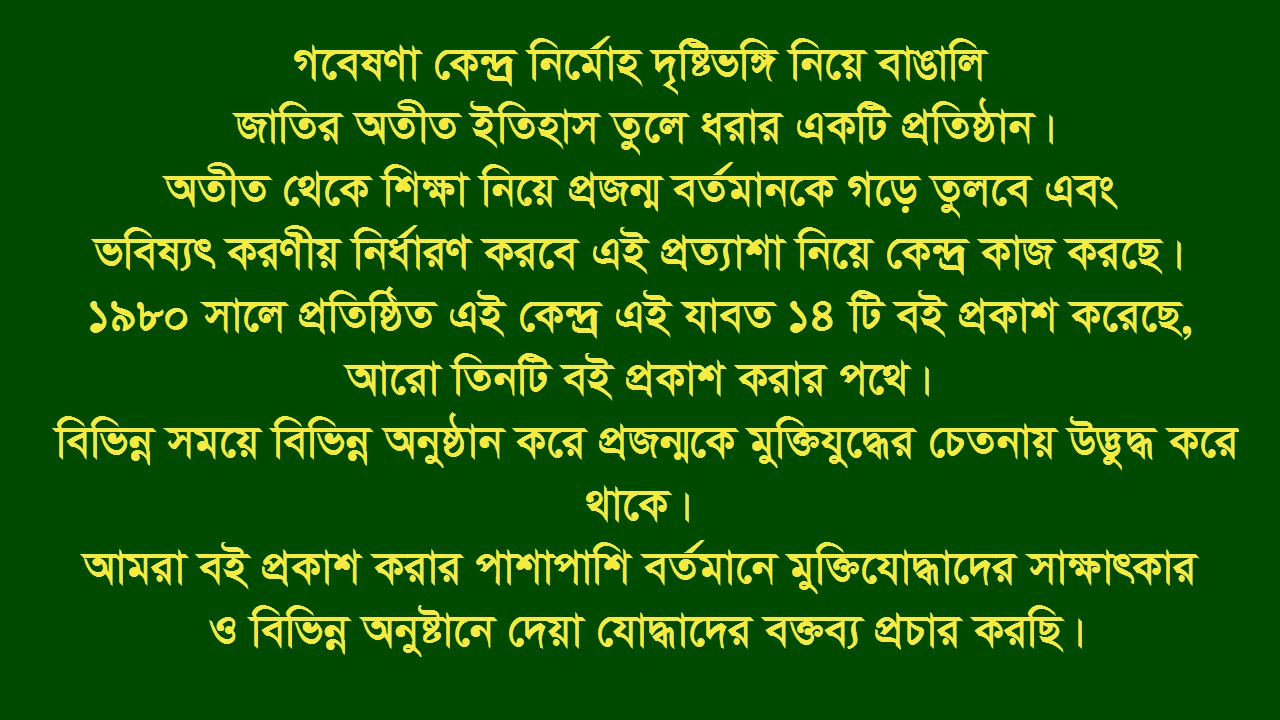 গবেষণা কেন্দ্র নির্মোহ দৃষ্টিভঙ্গি নিয়ে বাঙালি
জাতির অতীত ইতিহাস তুলে ধরার একটি প্রতিষ্ঠান।
অতীত থেকে শিক্ষা নিয়ে প্রজন্ম বর্তমানকে গড়ে তুলবে এবং
ভবিষ্যৎ করণীয় নির্ধারণ করবে এই প্রত্যাশা নিয়ে কেন্দ্র কাজ করছে।
১৯৮০ সালে প্রতিষ্ঠিত এই কেন্দ্র এই যাবত ১৪ টি বই প্রকাশ করেছে,
আরো তিনটি বই প্রকাশ করার পথে।
বিভিন্ন সময়ে বিভিন্ন অনুষ্ঠান করে প্রজন্মকে মুক্তিযুদ্ধের চেতনায় উদ্ভুদ্ধ করে
থাকে।
আমরা বই প্রকাশ করার পাশাপাশি বর্তমানে মুক্তিযোদ্ধাদের সাক্ষাৎকার
ও বিভিন্ন অনুষ্টানে দেয়া যোদ্ধাদের বক্তব্য প্রচার করছি।